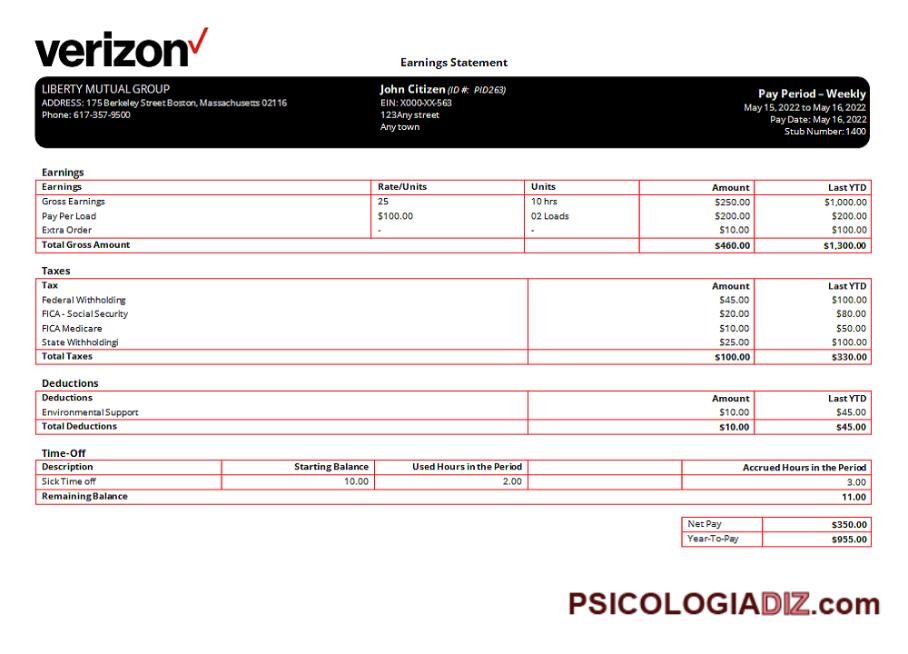 verizon
Earnings Statement
LIBERTY MUTUAL GROUP
ADDRESS: 175 Berkeley Street Boston, Massachusetts 02116
Phone: 617-357-9500
John Citizen (ID #: PID263)
EIN: X000-XX-563
123Any street
Any town
Pay Period – Weekly
May 15, 2022 to May 16, 2022
Pay Date: May 16, 2022
Stub Number: 1400
Earnings
Earnings Rate/Units Units Amount Last YTD
Gross Earnings 25 10 hrs $250.00 $1,000.00
Pay Per Load $100.00 02 Loads $200.00 $200.00
Extra Order - - $10.00 $100.00
Total Gross Amount $460.00 $1,300.00
Taxes
Tax Amount Last YTD
Federal Withholding $45.00 $100.00
FICA - Social Security $20.00 $80.00
FICA Medicare $10.00 $50.00
State Withholdingl $25.00 $100.00
Total Taxes $100.00 $330.00
Deductions
Deductions Amount Last YTD
Environmental Support $10.00 $45.00
Total Deductions $10.00 $45.00
Time-Off
Description Starting Balance Used Hours in the Period Accrued Hours in the Period
Sick Time off 10.00 2.00 3.00
Remaining Balance 11.00
Net Pay $350.00
Year-To-Pay $955.00
PSICOLOGIADIZ.com